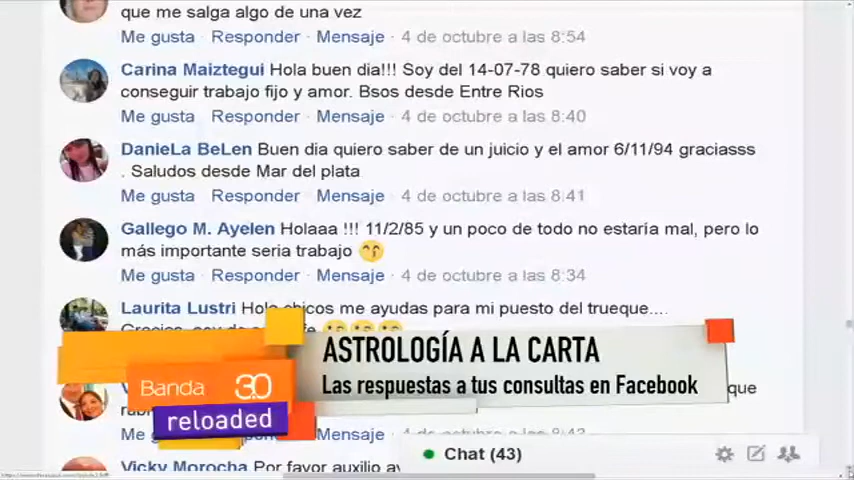 que me salga algo de una vez
Me gusta · Responder · Mensaje · 4 de octubre a las 8:54
Carina Maiztegui Hola buen dia!!! Soy del 14-07-78 quiero saber si voy a
conseguir trabajo fijo y amor. Bsos desde Entre Rios
Me gusta · Responder · Mensaje · 4 de octubre a las 8:40
DanieLa BeLen Buen dia quiero saber de un juicio y el amor 6/11/94 graciasss
. Saludos desde Mar del plata
Me gusta · Responder · Mensaje · 4 de octubre a las 8:41
Gallego M. Ayelen Holaaa !!! 11/2/85 y un poco de todo no estaría mal, pero lo
más importante seria trabajo 😙
Me gusta · Responder · Mensaje · 4 de octubre a las 8:34
Laurita Lustri Hola chicos me ayudas para mi puesto del trueque....
ASTROLOGÍA A LA CARTA
Banda 3.0
Las respuestas a tus consultas en Facebook
que
reloaded
Mensaje · 4 de octubre a las
Chat (43)
Vicky Morocha Por favor auxilio